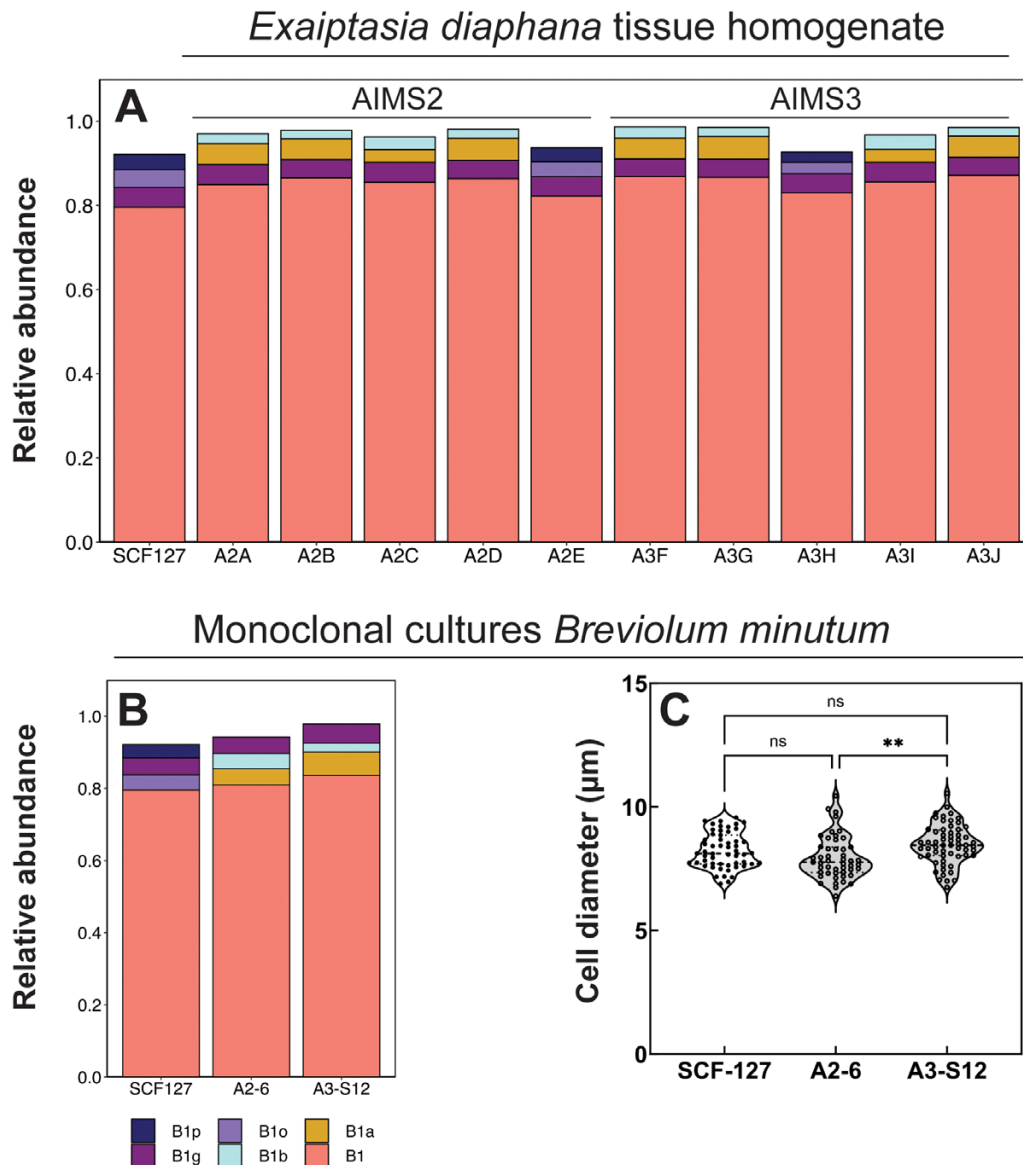 Exaiptasia diaphana tissue homogenate
A
AIMS2
AIMS3
Relative abundance
1.0
0.8
0.6
0.4
0.2
0.0
SCF127 A2A A2B A2C A2D A2E A3F A3G A3H A3I A3J
Monoclonal cultures Breviolum minutum
B
Relative abundance
1.0
0.8
0.6
0.4
0.2
0.0
SCF127 A2-6 A3-S12
B1p B1o B1a
B1g B1b B1
C
Cell diameter (µm)
15
10
5
0
ns
ns
**
SCF-127 A2-6 A3-S12